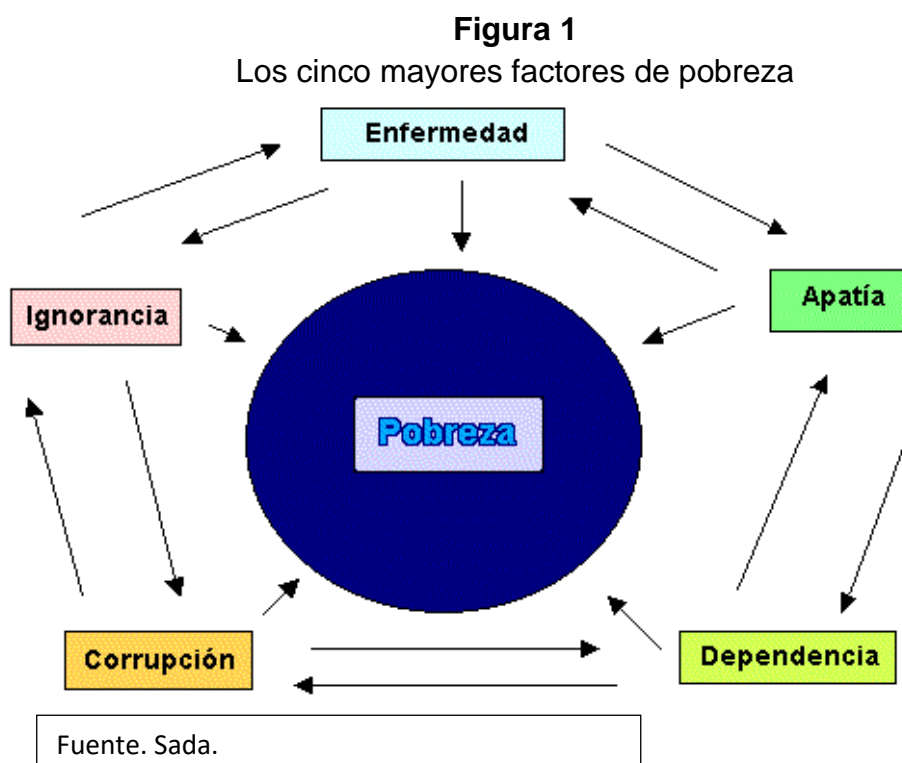 Figura 1
Los cinco mayores factores de pobreza
Enfermedad
Ignorancia
Apatía
Pobreza
Corrupción
Dependencia
Fuente. Sada.